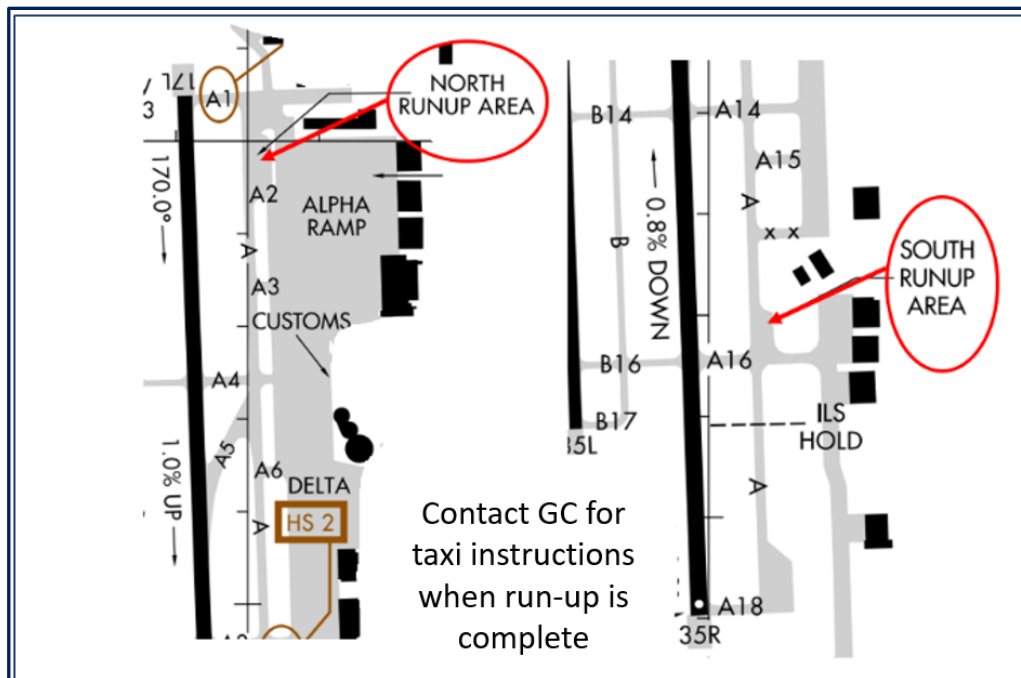 17L
A1
3
NORTH
RUNUP AREA
170.0°
A2
ALPHA
RAMP
A
A3
CUSTOMS
A4
A5
1.0% UP
A6
DELTA
HS 2
A
B14
A14
A15
A
B
0.8% DOWN
x x
SOUTH
RUNUP
AREA
B16
A16
B17
35L
ILS
HOLD
A
A18
35R
Contact GC for
taxi instructions
when run-up is
complete